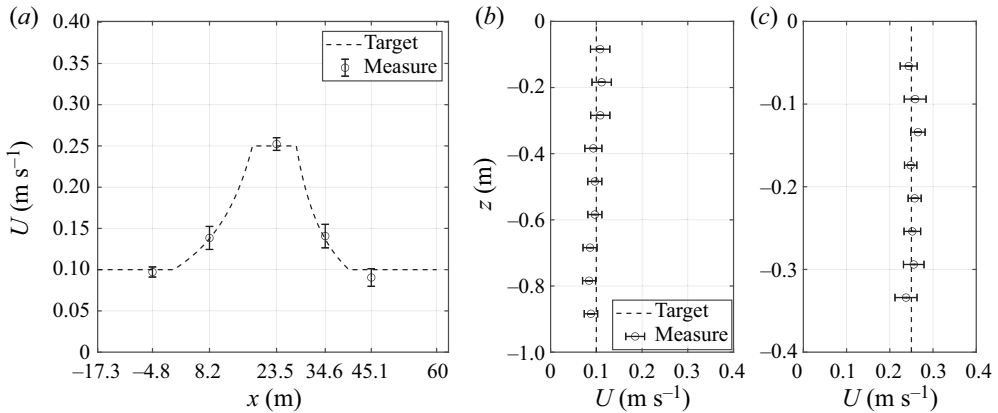 (a)
0.40
0.35
0.30
0.25
0.20
0.15
0.10
0.05
0
U (m s–1)
–17.3 –4.8 8.2 23.5 34.6 45.1 60
x (m)
Target
Measure
(b)
0
–0.2
–0.4
–0.6
–0.8
–1.0
z (m)
0 0.1 0.2 0.3 0.4
U (m s–1)
Target
Measure
(c)
0
–0.1
–0.2
–0.3
–0.4
0 0.1 0.2 0.3 0.4
U (m s–1)